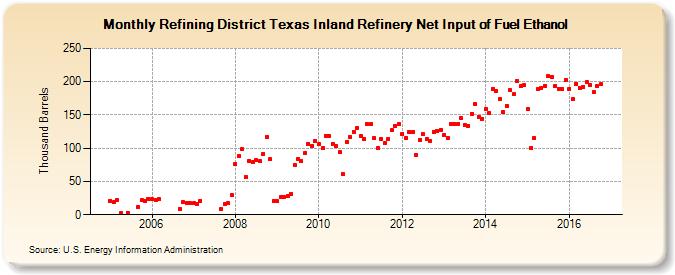 Monthly Refining District Texas Inland Refinery Net Input of Fuel Ethanol
Thousand Barrels
250
200
150
100
50
0
2006 2008 2010 2012 2014 2016
Source: U.S. Energy Information Administration